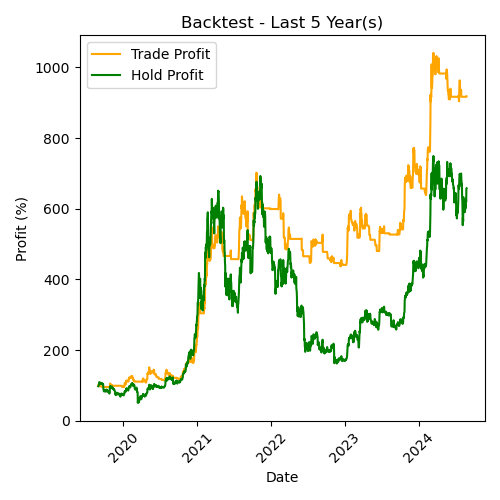 Backtest - Last 5 Year(s)
Trade Profit
Hold Profit
Profit (%)
1000
800
600
400
200
0
2020
2021
2022
2023
2024
Date